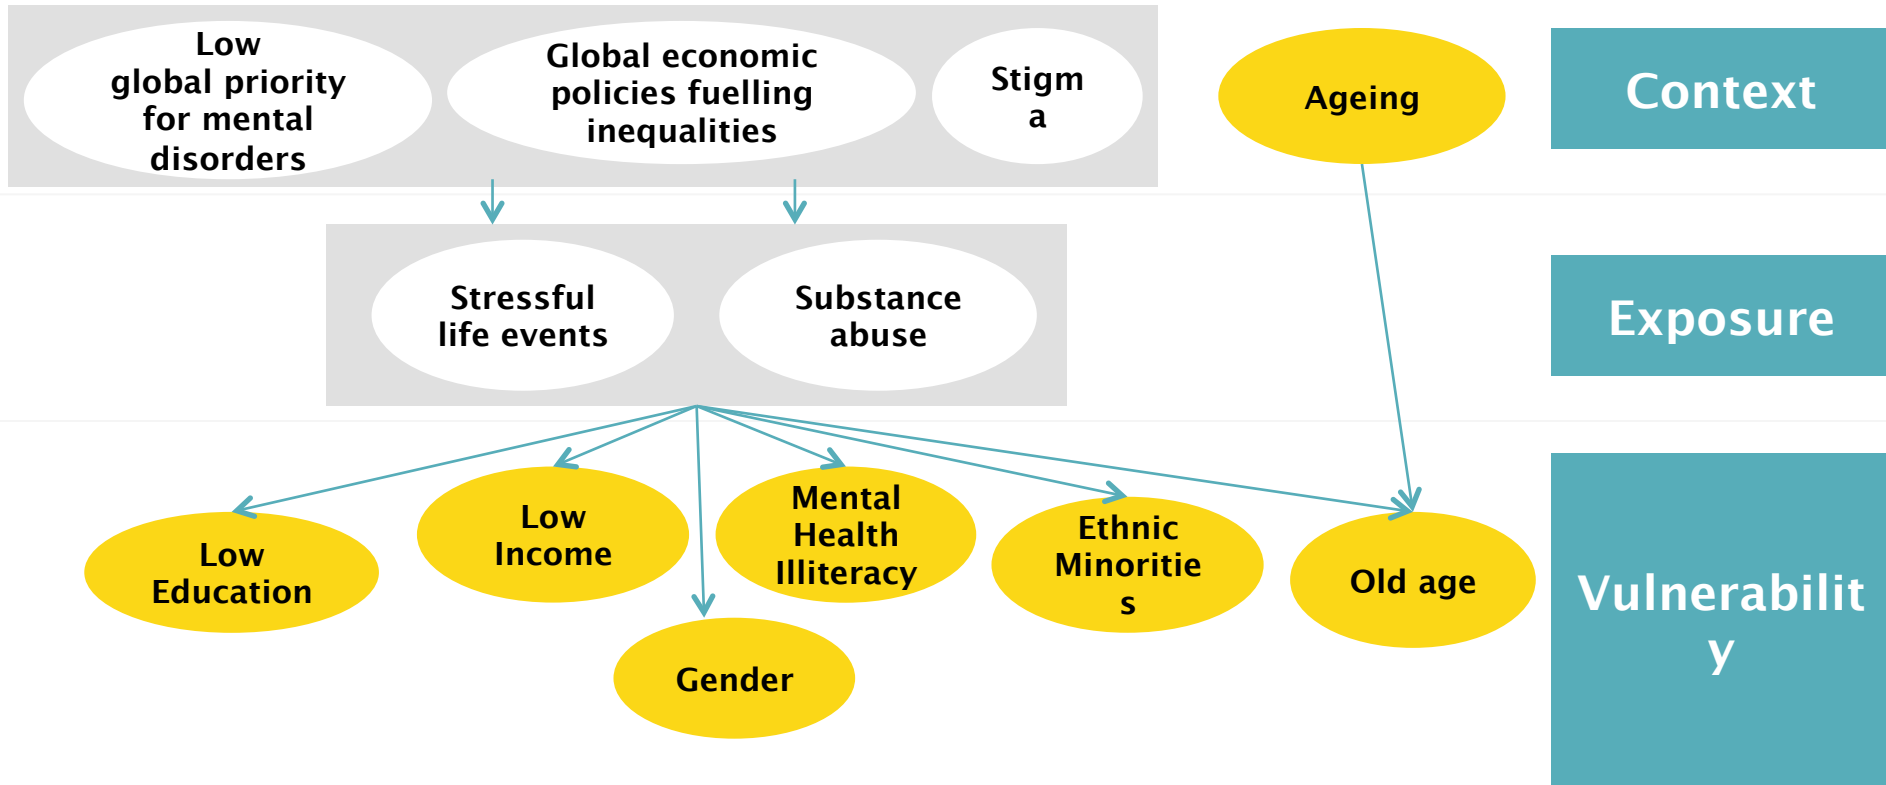 Low
global priority
for mental
disorders
Global economic
policies fuelling
inequalities
Stigm
a
Ageing
Context
Stressful
life events
Substance
abuse
Exposure
Low
Education
Low
Income
Gender
Mental
Health
Illiteracy
Ethnic
Minoritie
s
Old age
Vulnerabilit
y